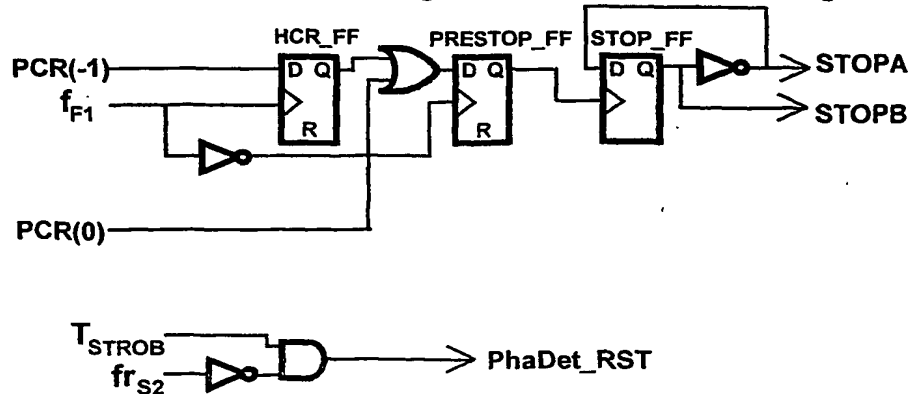 HCR_FF PRESTOP_FF STOP_FF
PCR(-1) D Q D Q D Q STOPA
fF1 STOPB
R R
PCR(0)
TSTROB PhaDet_RST
frS2